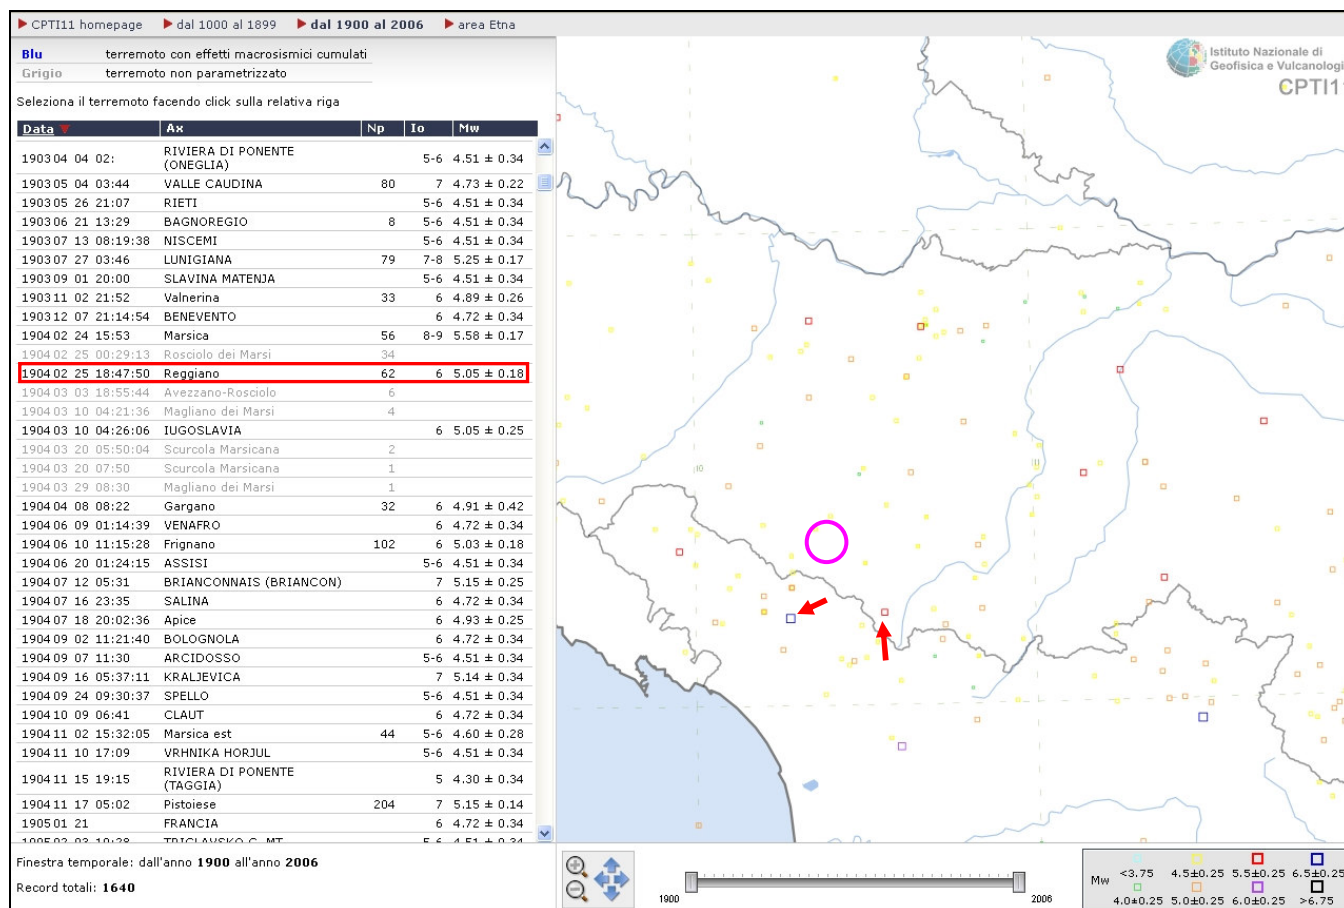 CPTI11 homepage dal 1000 al 1899 dal 1900 al 2006 area Etna
Blu terremoto con effetti macrosismici cumulati
Grigio terremoto non parametrizzato
Seleziona il terremoto facendo click sulla relativa riga
Data Ax Np Io Mw
1903 04 04 02: RIVIERA DI PONENTE (ONEGLIA) 5-6 4.51 ± 0.34
1903 05 04 03:44 VALLE CAUDINA 80 7 4.73 ± 0.22
1903 05 26 21:07 RIETI 5-6 4.51 ± 0.34
1903 06 21 13:29 BAGNOREGIO 8 5-6 4.51 ± 0.34
1903 07 13 08:19:38 NISCEMI 5-6 4.51 ± 0.34
1903 07 27 03:46 LUNIGIANA 79 7-8 5.25 ± 0.17
1903 09 01 20:00 SLAVINA MATENJA 5-6 4.51 ± 0.34
1903 11 02 21:52 Valnerina 33 6 4.89 ± 0.26
1903 12 07 21:14:54 BENEVENTO 6 4.72 ± 0.34
1904 02 24 15:53 Marsica 56 8-9 5.58 ± 0.17
1904 02 25 00:29:13 Rosciolo dei Marsi 34
1904 02 25 18:47:50 Reggiano 62 6 5.05 ± 0.18
1904 03 03 18:55:44 Avezzano-Rosciolo 6
1904 03 10 04:21:36 Magliano dei Marsi 4
1904 03 10 04:26:06 IUGOSLAVIA 6 5.05 ± 0.25
1904 03 20 05:50:04 Scurcola Marsicana 2
1904 03 20 07:50 Scurcola Marsicana 1
1904 03 29 08:30 Magliano dei Marsi 1
1904 04 08 08:22 Gargano 32 6 4.91 ± 0.42
1904 06 09 01:14:39 VENAFRO 6 4.72 ± 0.34
1904 06 10 11:15:28 Frignano 102 6 5.03 ± 0.18
1904 06 20 01:24:15 ASSISI 5-6 4.51 ± 0.34
1904 07 12 05:31 BRIANCONNAIS (BRIANCON) 7 5.15 ± 0.25
1904 07 16 23:35 SALINA 6 4.72 ± 0.34
1904 07 18 20:02:36 Apice 6 4.93 ± 0.25
1904 09 02 11:21:40 BOLOGNOLA 6 4.72 ± 0.34
1904 09 07 11:30 ARCIDOSSO 5-6 4.51 ± 0.34
1904 09 16 05:37:11 KRALJEVICA 7 5.14 ± 0.34
1904 09 24 09:30:37 SPELLO 5-6 4.51 ± 0.34
1904 10 09 06:41 CLAUT 6 4.72 ± 0.34
1904 11 02 15:32:05 Marsica est 44 5-6 4.60 ± 0.28
1904 11 10 17:09 VRHNIKA HORJUL 5-6 4.51 ± 0.34
1904 11 15 19:15 RIVIERA DI PONENTE (TAGGIA) 5 4.30 ± 0.34
1904 11 17 05:02 Pistoiese 204 7 5.15 ± 0.14
1905 01 21 FRANCIA 6 4.72 ± 0.34
Finestra temporale: dall'anno 1900 all'anno 2006
Record totali: 1640
Istituto Nazionale di
Geofisica e Vulcanologi
CPTI11
10 11
1900 2006
Mw <3.75 4.5±0.25 5.5±0.25 6.5±0.25
4.0±0.25 5.0±0.25 6.0±0.25 >6.75